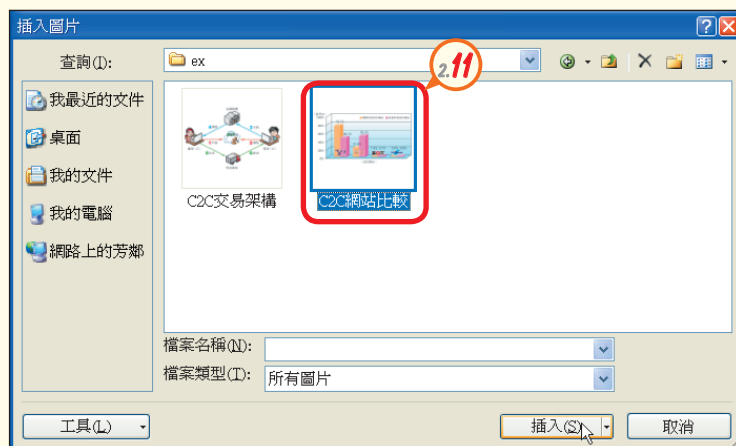 插入圖片
查詢(I):
ex
2.11
我最近的文件
桌面
我的文件
我的電腦
網路上的芳鄰
C2C交易架構
C2C網站比較
檔案名稱(N):
檔案類型(T):
所有圖片
工具(L)
插入(S)
取消